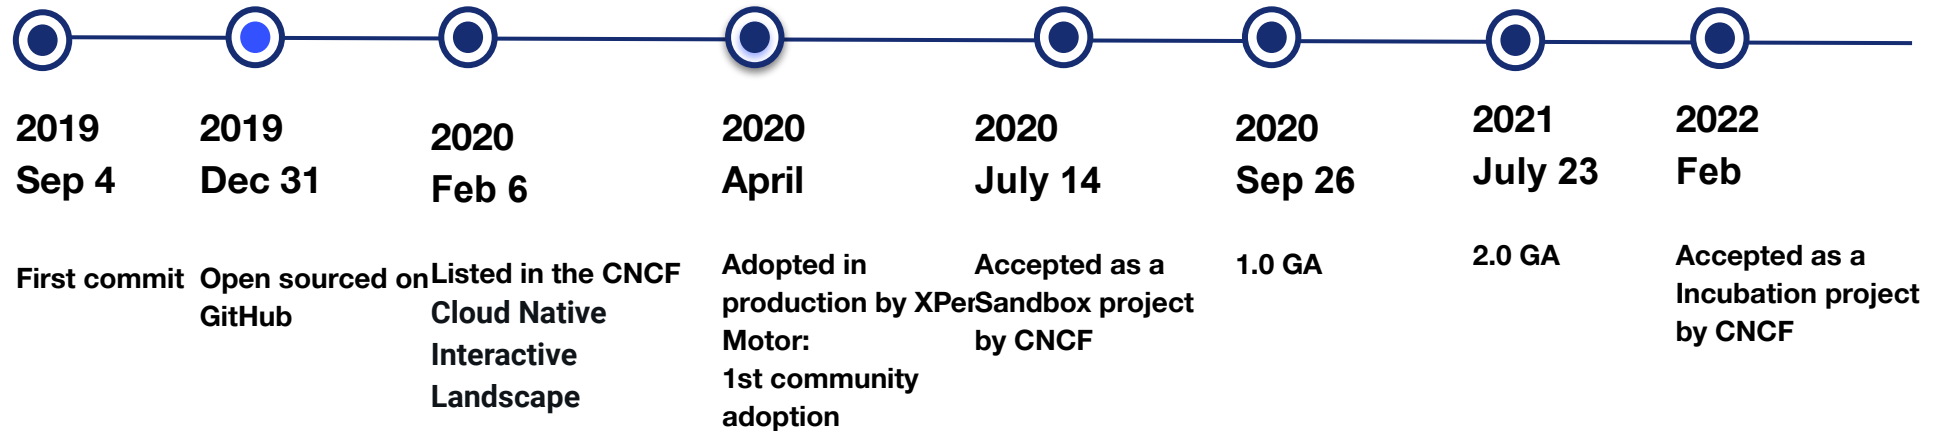 2019
Sep 4
First commit
2019
Dec 31
Open sourced on
GitHub
2020
Feb 6
Listed in the CNCF
Cloud Native
Interactive
Landscape
2020
April
Adopted in
production by XPen
Motor:
1st community
adoption
2020
July 14
Accepted as a
Sandbox project
by CNCF
2020
Sep 26
1.0 GA
2021
July 23
2.0 GA
2022
Feb
Accepted as a
Incubation project
by CNCF